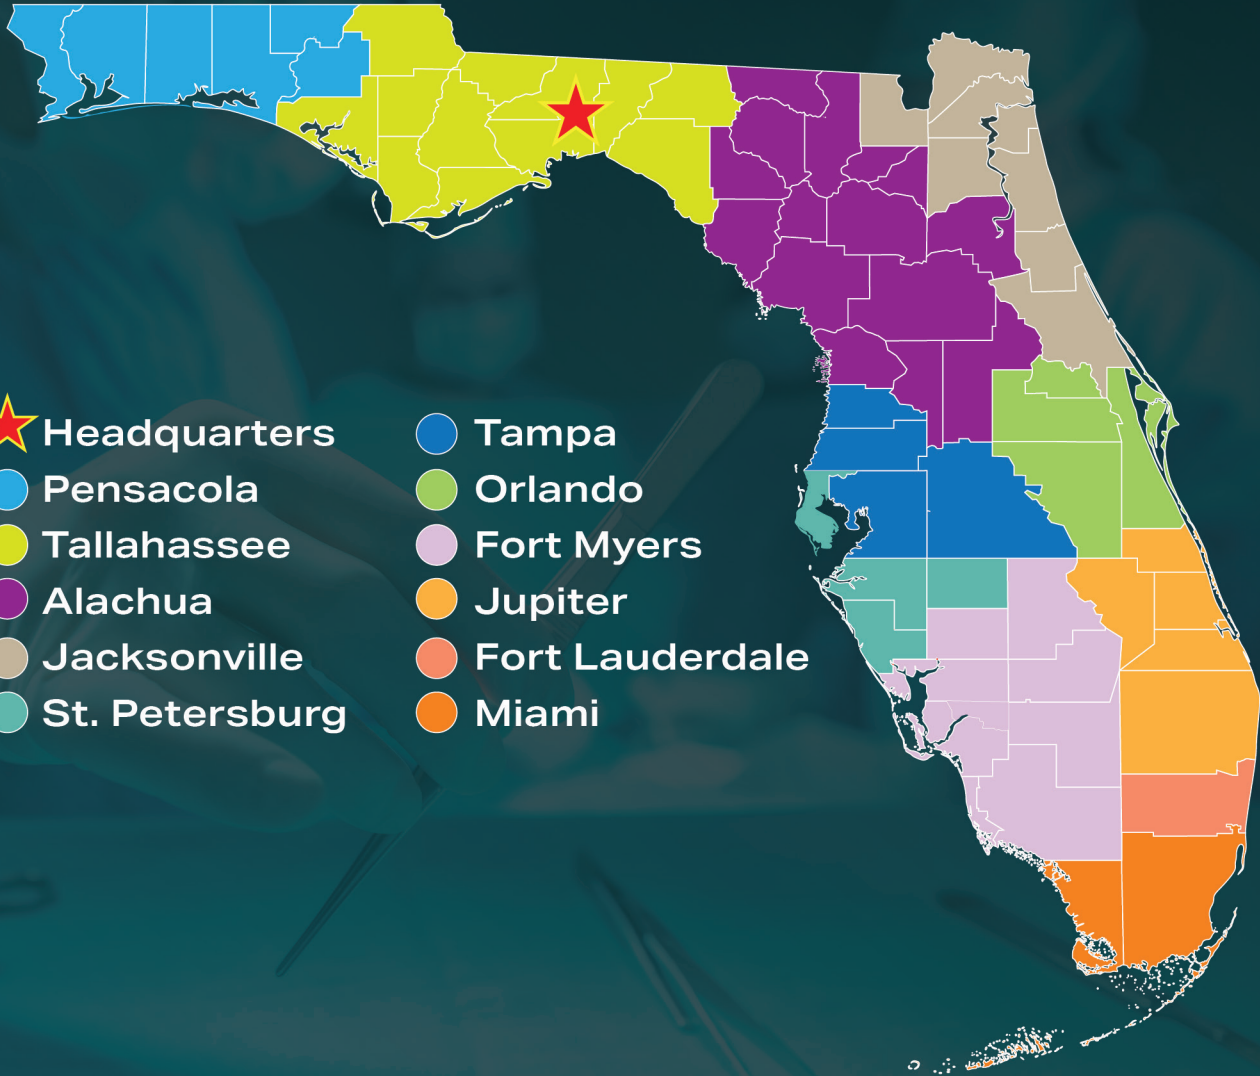 Headquarters
Pensacola
Tallahassee
Alachua
Jacksonville
St. Petersburg
Tampa
Orlando
Fort Myers
Jupiter
Fort Lauderdale
Miami